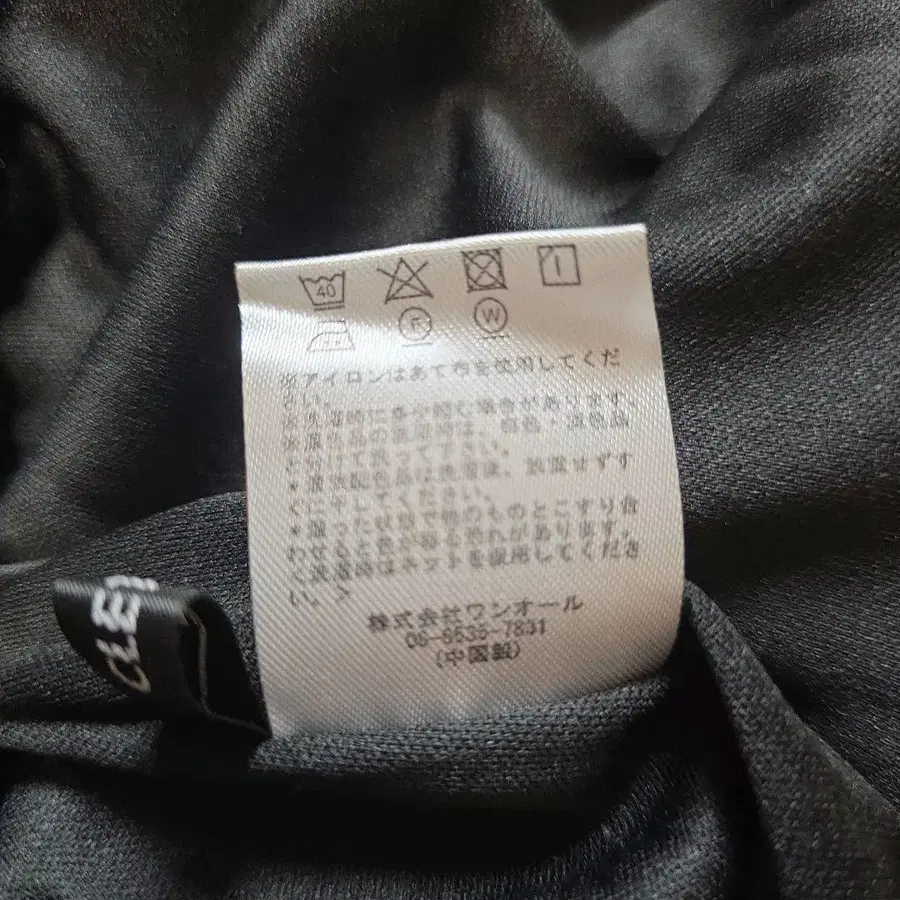 40
F W
※アイロンはあて布を使用してくだ
さい。
※洗濯時に多少縮む場合があります。
※濃色品の洗濯時は、白色・淡色品
と分けて洗って下さい。
*濃淡配色品は洗濯後、放置せずす
ぐに干してください。
*湿った状態で他のものとこすり合
わせると色が移る恐れがあります。
<洗濯時はネットを使用してくださ
い。>
株式会社ワンオール
06-6535-7831
(中国製)
CLE